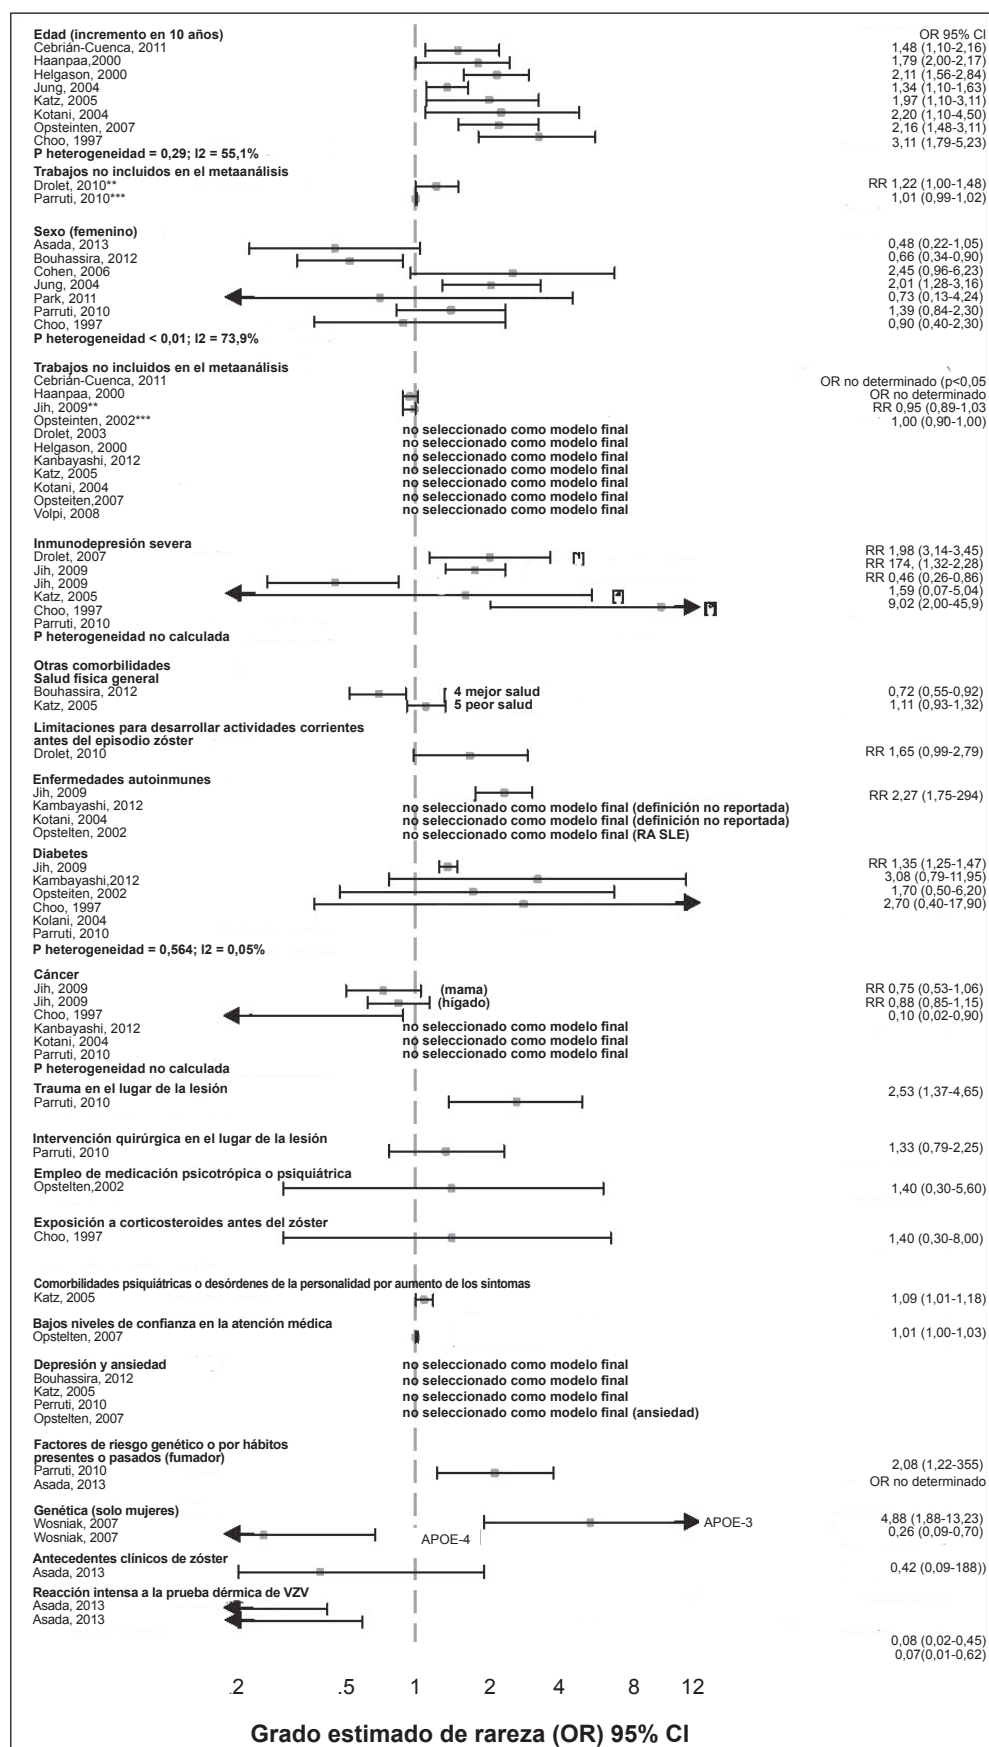 Edad (incremento en 10 años) OR 95% CI
Cebrián-Cuenca, 2011 1,48 (1,10-2,16)
Haanpaa,2000 1,79 (2,00-2,17)
Helgason, 2000 2,11 (1,56-2,84)
Jung, 2004 1,34 (1,10-1,63)
Katz, 2005 1,97 (1,10-3,11)
Kotani, 2004 2,20 (1,10-4,50)
Opsteinten, 2007 2,16 (1,48-3,11)
Choo, 1997 3,11 (1,79-5,23)
P heterogeneidad = 0,29; I2 = 55,1%
Trabajos no incluidos en el metaanálisis
Drolet, 2010** RR 1,22 (1,00-1,48)
Parruti, 2010*** 1,01 (0,99-1,02)
Sexo (femenino)
Asada, 2013 0,48 (0,22-1,05)
Bouhassira, 2012 0,66 (0,34-0,90)
Cohen, 2006 2,45 (0,96-6,23)
Jung, 2004 2,01 (1,28-3,16)
Park, 2011 0,73 (0,13-4,24)
Parruti, 2010 1,39 (0,84-2,30)
Choo, 1997 0,90 (0,40-2,30)
P heterogeneidad < 0,01; I2 = 73,9%
Trabajos no incluidos en el metaanálisis
Cebrián-Cuenca, 2011 OR no determinado (p<0,05
Haanpaa, 2000 OR no determinado
Jih, 2009** RR 0,95 (0,89-1,03
Opsteinten, 2002*** 1,00 (0,90-1,00)
Drolet, 2003 no seleccionado como modelo final
Helgason, 2000 no seleccionado como modelo final
Kanbayashi, 2012 no seleccionado como modelo final
Katz, 2005 no seleccionado como modelo final
Kotani, 2004 no seleccionado como modelo final
Opsteiten,2007 no seleccionado como modelo final
Volpi, 2008 no seleccionado como modelo final
Inmunodepresión severa
Drolet, 2007 RR 1,98 (3,14-3,45)
Jih, 2009 RR 174, (1,32-2,28)
Jih, 2009 RR 0,46 (0,26-0,86)
Katz, 2005 1,59 (0,07-5,04)
Choo, 1997 9,02 (2,00-45,9)
Parruti, 2010
P heterogeneidad no calculada
Otras comorbilidades
Salud física general
Bouhassira, 2012 4 mejor salud 0,72 (0,55-0,92)
Katz, 2005 5 peor salud 1,11 (0,93-1,32)
Limitaciones para desarrollar actividades corrientes
antes del episodio zóster
Drolet, 2010 RR 1,65 (0,99-2,79)
Enfermedades autoinmunes
Jih, 2009 RR 2,27 (1,75-294)
Kambayashi, 2012 no seleccionado como modelo final (definición no reportada)
Kotani, 2004 no seleccionado como modelo final (definición no reportada)
Opstelten, 2002 no seleccionado como modelo final (RA SLE)
Diabetes
Jih, 2009 RR 1,35 (1,25-1,47)
Kambayashi,2012 3,08 (0,79-11,95)
Opsteiten, 2002 1,70 (0,50-6,20)
Choo, 1997 2,70 (0,40-17,90)
Kolani, 2004
Parruti, 2010
P heterogeneidad = 0,564; I2 = 0,05%
Cáncer
Jih, 2009 (mama) RR 0,75 (0,53-1,06)
Jih, 2009 (hígado) RR 0,88 (0,85-1,15)
Choo, 1997 0,10 (0,02-0,90)
Kanbayashi, 2012 no seleccionado como modelo final
Kotani, 2004 no seleccionado como modelo final
Parruti, 2010 no seleccionado como modelo final
P heterogeneidad no calculada
Trauma en el lugar de la lesión
Parruti, 2010 2,53 (1,37-4,65)
Intervención quirúrgica en el lugar de la lesión
Parruti, 2010 1,33 (0,79-2,25)
Empleo de medicación psicotrópica o psiquiátrica
Opstelten,2002 1,40 (0,30-5,60)
Exposición a corticosteroides antes del zóster
Choo, 1997 1,40 (0,30-8,00)
Comorbilidades psiquiátricas o desórdenes de la personalidad por aumento de los síntomas
Katz, 2005 1,09 (1,01-1,18)
Bajos niveles de confianza en la atención médica
Opstelten, 2007 1,01 (1,00-1,03)
Depresión y ansiedad no seleccionado como modelo final
Bouhassira, 2012 no seleccionado como modelo final
Katz, 2005 no seleccionado como modelo final
Perruti, 2010 no seleccionado como modelo final (ansiedad)
Opstelten, 2007
Factores de riesgo genético o por hábitos
presentes o pasados (fumador)
Parruti, 2010 2,08 (1,22-355)
Asada, 2013 OR no determinado
Genética (solo mujeres)
Wosniak, 2007 APOE-3 4,88 (1,88-13,23)
Wosniak, 2007 APOE-4 0,26 (0,09-0,70)
Antecedentes clínicos de zóster
Asada, 2013 0,42 (0,09-188))
Reacción intensa a la prueba dérmica de VZV
Asada, 2013
Asada, 2013
0,08 (0,02-0,45)
0,07(0,01-0,62)
.2 .5 1 2 4 8 12
Grado estimado de rareza (OR) 95% CI